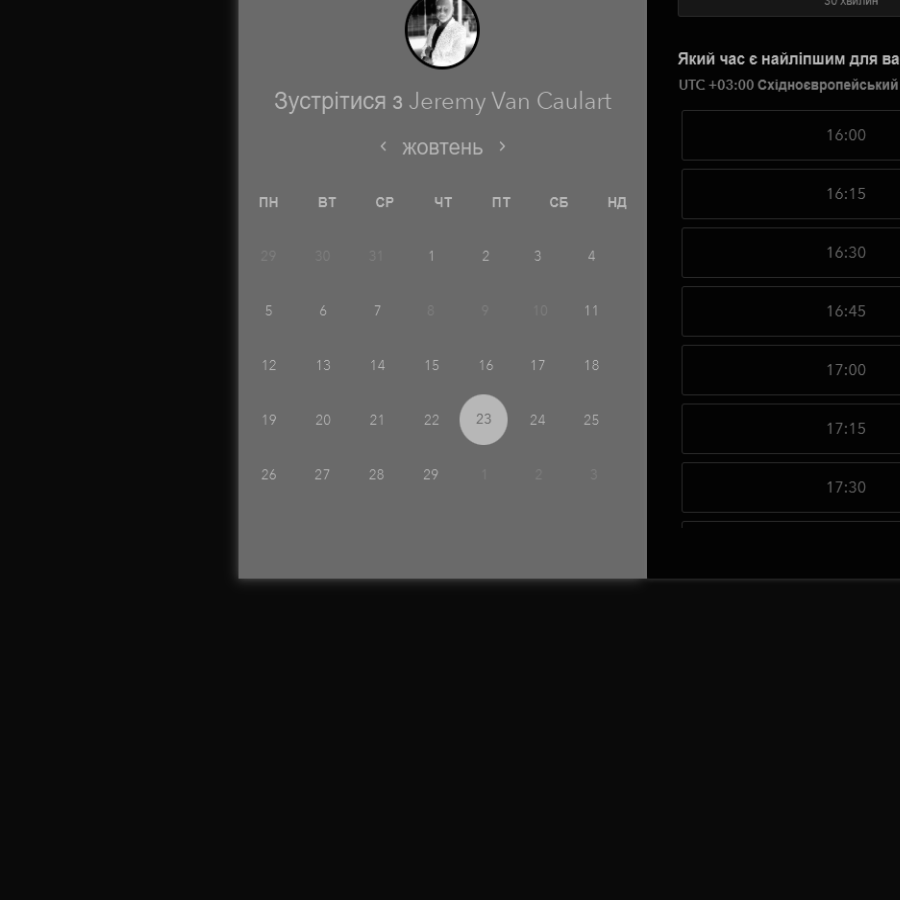 Зустрітися з Jeremy Van Caulart
‹ жовтень ›
ПН ВТ СР ЧТ ПТ СБ НД
29 30 31 1 2 3 4
5 6 7 8 9 10 11
12 13 14 15 16 17 18
19 20 21 22 23 24 25
26 27 28 29 1 2 3
30 хвилин
Який час є найліпшим для ва
UTC +03:00 Східноєвропейський
16:00
16:15
16:30
16:45
17:00
17:15
17:30